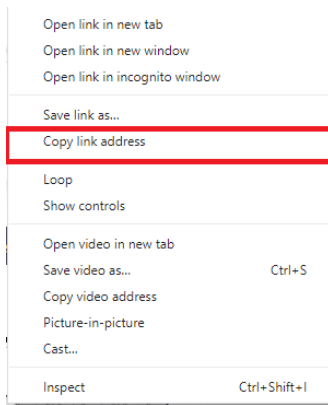 Open link in new tab
Open link in new window
Open link in incognito window
Save link as...
Copy link address
Loop
Show controls
Open video in new tab
Save video as... Ctrl+S
Copy video address
Picture-in-picture
Cast...
Inspect Ctrl+Shift+I